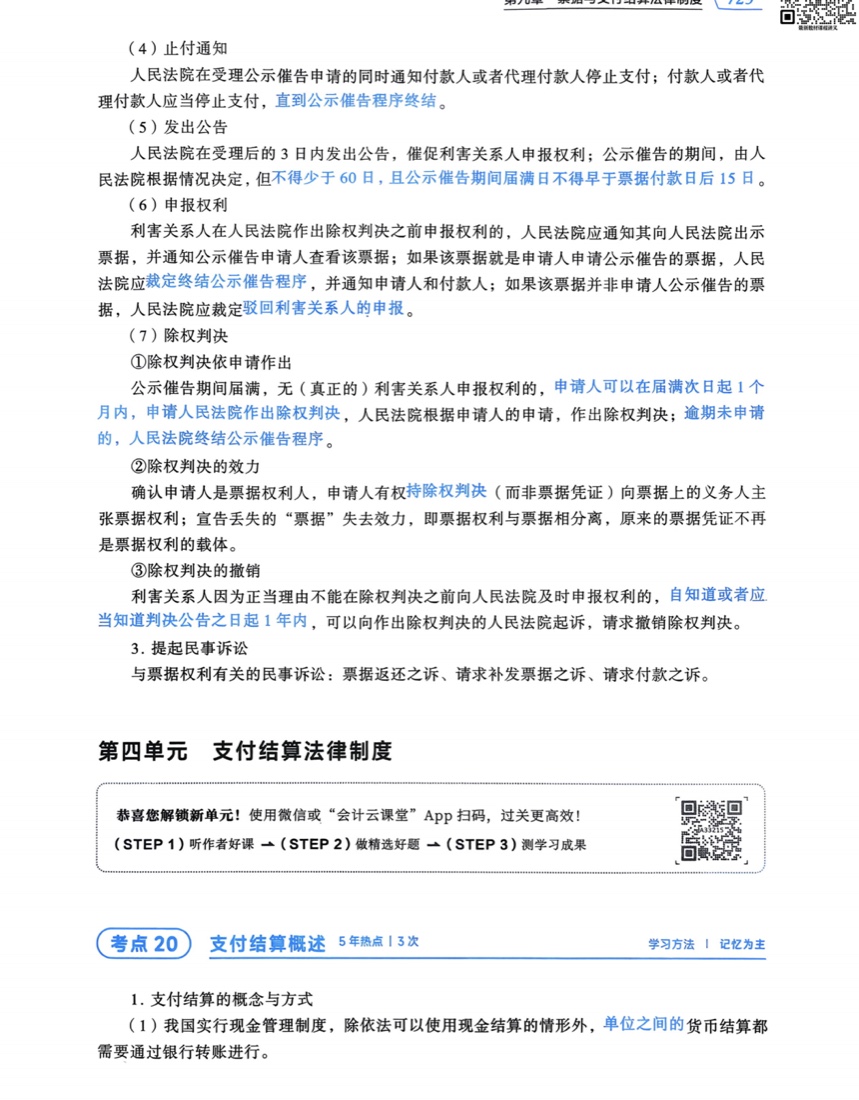 第九章 票据与支付结算法律制度
（4）止付通知
人民法院在受理公示催告申请的同时通知付款人或者代理付款人停止支付；付款人或者代
理付款人应当停止支付，直到公示催告程序终结。
（5）发出公告
人民法院在受理后的 3 日内发出公告，催促利害关系人申报权利；公示催告的期间，由人
民法院根据情况决定，但不得少于 60 日，且公示催告期间届满日不得早于票据付款日后 15 日。
（6）申报权利
利害关系人在人民法院作出除权判决之前申报权利的，人民法院应通知其向人民法院出示
票据，并通知公示催告申请人查看该票据；如果该票据就是申请人申请公示催告的票据，人民
法院应裁定终结公示催告程序，并通知申请人和付款人；如果该票据并非申请人公示催告的票
据，人民法院应裁定驳回利害关系人的申报。
（7）除权判决
①除权判决依申请作出
公示催告期间届满，无（真正的）利害关系人申报权利的，申请人可以在届满次日起 1 个
月内，申请人民法院作出除权判决，人民法院根据申请人的申请，作出除权判决；逾期未申请
的，人民法院终结公示催告程序。
②除权判决的效力
确认申请人是票据权利人，申请人有权持除权判决（而非票据凭证）向票据上的义务人主
张票据权利；宣告丢失的“票据”失去效力，即票据权利与票据相分离，原来的票据凭证不再
是票据权利的载体。
③除权判决的撤销
利害关系人因为正当理由不能在除权判决之前向人民法院及时申报权利的，自知道或者应
当知道判决公告之日起 1 年内，可以向作出除权判决的人民法院起诉，请求撤销除权判决。
3. 提起民事诉讼
与票据权利有关的民事诉讼：票据返还之诉、请求补发票据之诉、请求付款之诉。
第四单元 支付结算法律制度
恭喜您解锁新单元！使用微信或“会计云课堂”App 扫码，过关更高效！
（STEP 1）听作者好课 ⇀（STEP 2）做精选好题 ⇀（STEP 3）测学习成果
考点 20 支付结算概述 5 年热点 | 3 次 学习方法 | 记忆为主
1. 支付结算的概念与方式
（1）我国实行现金管理制度，除依法可以使用现金结算的情形外，单位之间的货币结算都
需要通过银行转账进行。